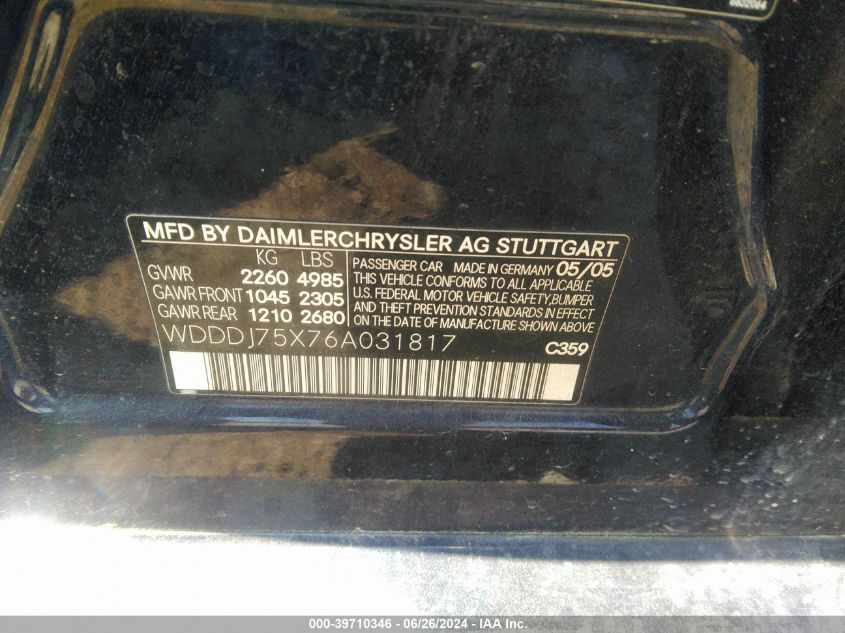 MFD BY DAIMLERCHRYSLER AG STUTTGART
KG LBS
GVWR 2260 4985
GAWR FRONT 1045 2305
GAWR REAR 1210 2680
PASSENGER CAR MADE IN GERMANY 05/05
THIS VEHICLE CONFORMS TO ALL APPLICABLE
U.S. FEDERAL MOTOR VEHICLE SAFETY,BUMPER
AND THEFT PREVENTION STANDARDS IN EFFECT
ON THE DATE OF MANUFACTURE SHOWN ABOVE.
WDDDJ75X76A031817
C359
000-39710346 - 06/26/2024 - IAA Inc.